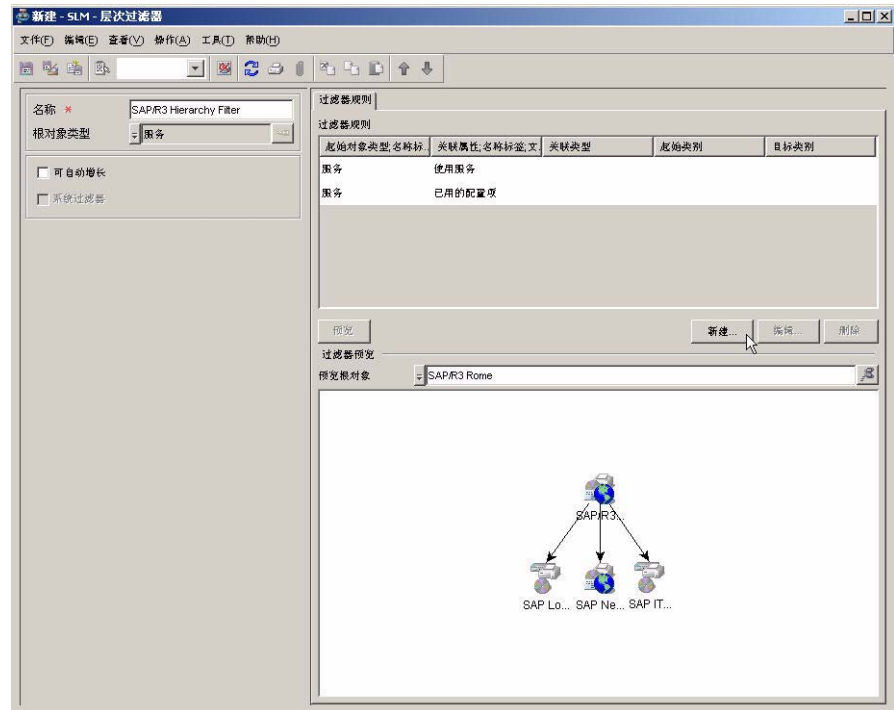 新建 - SLM - 层次过滤器
文件(F) 编辑(E) 查看(V) 操作(A) 工具(T) 帮助(H)
名称 *
SAP/R3 Hierarchy Filter
根对象类型
服务
可自动增长
系统过滤器
过滤器规则
过滤器规则
起始对象类型;名称标.. 关联属性;名称标签;文. 关联类型 起始类别 目标类别
服务 使用服务
服务 已用的配置项
预览 新建... 编辑... 删除
过滤器预览
预览根对象 SAP/R3 Rome
SAP/R3...
SAP Lo... SAP Ne... SAP IT...